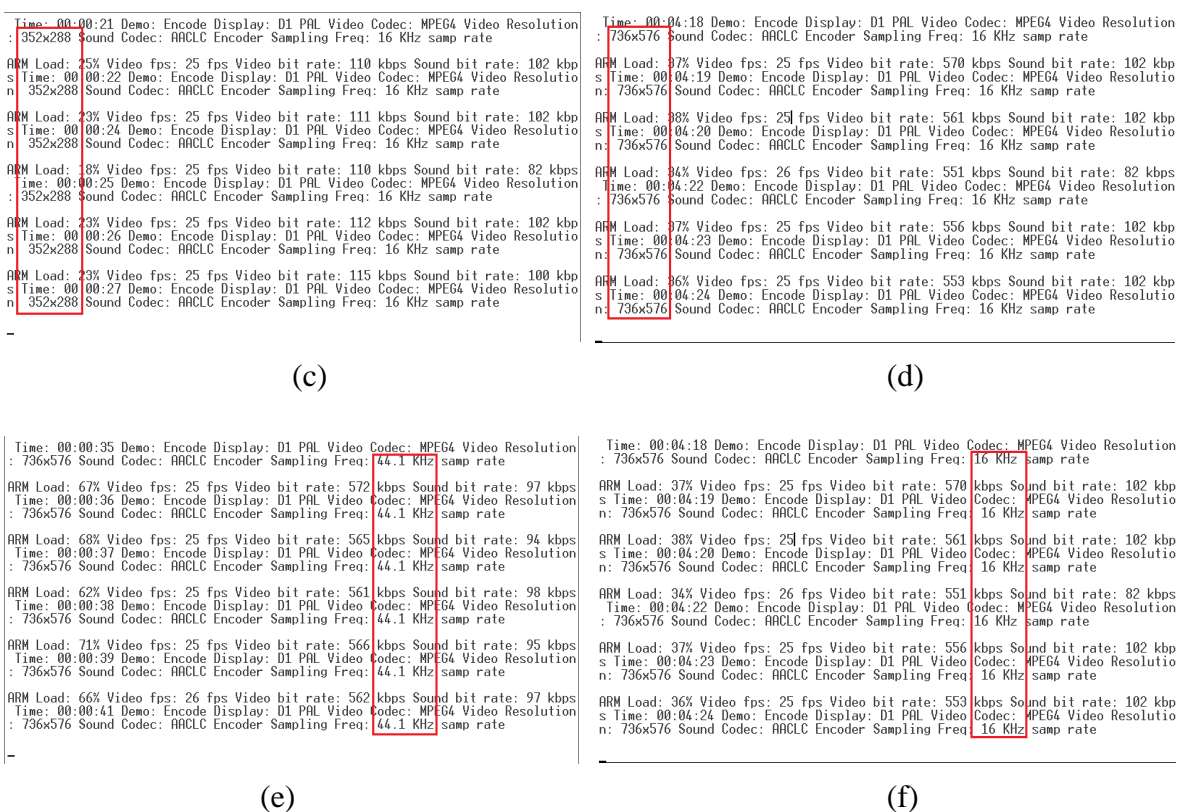 Time: 00:00:21 Demo: Encode Display: D1 PAL Video Codec: MPEG4 Video Resolution
: 352x288 Sound Codec: AACLC Encoder Sampling Freq: 16 KHz samp rate
ARM Load: 25% Video fps: 25 fps Video bit rate: 110 kbps Sound bit rate: 102 kbp
s Time: 00:00:22 Demo: Encode Display: D1 PAL Video Codec: MPEG4 Video Resolutio
n 352x288 Sound Codec: AACLC Encoder Sampling Freq: 16 KHz samp rate
ARM Load: 23% Video fps: 25 fps Video bit rate: 111 kbps Sound bit rate: 102 kbp
s Time: 00:00:24 Demo: Encode Display: D1 PAL Video Codec: MPEG4 Video Resolutio
n 352x288 Sound Codec: AACLC Encoder Sampling Freq: 16 KHz samp rate
ARM Load: 18% Video fps: 25 fps Video bit rate: 110 kbps Sound bit rate: 82 kbps
Time: 00:00:25 Demo: Encode Display: D1 PAL Video Codec: MPEG4 Video Resolution
: 352x288 Sound Codec: AACLC Encoder Sampling Freq: 16 KHz samp rate
ARM Load: 23% Video fps: 25 fps Video bit rate: 112 kbps Sound bit rate: 102 kbp
s Time: 00:00:26 Demo: Encode Display: D1 PAL Video Codec: MPEG4 Video Resolutio
n 352x288 Sound Codec: AACLC Encoder Sampling Freq: 16 KHz samp rate
ARM Load: 23% Video fps: 25 fps Video bit rate: 115 kbps Sound bit rate: 100 kbp
s Time: 00:00:27 Demo: Encode Display: D1 PAL Video Codec: MPEG4 Video Resolutio
n 352x288 Sound Codec: AACLC Encoder Sampling Freq: 16 KHz samp rate
(c)
Time: 00:04:18 Demo: Encode Display: D1 PAL Video Codec: MPEG4 Video Resolution
: 736x576 Sound Codec: AACLC Encoder Sampling Freq: 16 KHz samp rate
ARM Load: 37% Video fps: 25 fps Video bit rate: 570 kbps Sound bit rate: 102 kbp
s Time: 00:04:19 Demo: Encode Display: D1 PAL Video Codec: MPEG4 Video Resolutio
n: 736x576 Sound Codec: AACLC Encoder Sampling Freq: 16 KHz samp rate
ARM Load: 38% Video fps: 25 fps Video bit rate: 561 kbps Sound bit rate: 102 kbp
s Time: 00:04:20 Demo: Encode Display: D1 PAL Video Codec: MPEG4 Video Resolutio
n: 736x576 Sound Codec: AACLC Encoder Sampling Freq: 16 KHz samp rate
ARM Load: 34% Video fps: 26 fps Video bit rate: 551 kbps Sound bit rate: 82 kbps
Time: 00:04:22 Demo: Encode Display: D1 PAL Video Codec: MPEG4 Video Resolution
: 736x576 Sound Codec: AACLC Encoder Sampling Freq: 16 KHz samp rate
ARM Load: 37% Video fps: 25 fps Video bit rate: 556 kbps Sound bit rate: 102 kbp
s Time: 00:04:23 Demo: Encode Display: D1 PAL Video Codec: MPEG4 Video Resolutio
n: 736x576 Sound Codec: AACLC Encoder Sampling Freq: 16 KHz samp rate
ARM Load: 36% Video fps: 25 fps Video bit rate: 553 kbps Sound bit rate: 102 kbp
s Time: 00:04:24 Demo: Encode Display: D1 PAL Video Codec: MPEG4 Video Resolutio
n: 736x576 Sound Codec: AACLC Encoder Sampling Freq: 16 KHz samp rate
(d)
Time: 00:00:35 Demo: Encode Display: D1 PAL Video Codec: MPEG4 Video Resolution
: 736x576 Sound Codec: AACLC Encoder Sampling Freq: 44.1 KHz samp rate
ARM Load: 67% Video fps: 25 fps Video bit rate: 572 kbps Sound bit rate: 97 kbps
Time: 00:00:36 Demo: Encode Display: D1 PAL Video Codec: MPEG4 Video Resolution
: 736x576 Sound Codec: AACLC Encoder Sampling Freq: 44.1 KHz samp rate
ARM Load: 68% Video fps: 25 fps Video bit rate: 565 kbps Sound bit rate: 94 kbps
Time: 00:00:37 Demo: Encode Display: D1 PAL Video Codec: MPEG4 Video Resolution
: 736x576 Sound Codec: AACLC Encoder Sampling Freq: 44.1 KHz samp rate
ARM Load: 62% Video fps: 25 fps Video bit rate: 561 kbps Sound bit rate: 98 kbps
Time: 00:00:38 Demo: Encode Display: D1 PAL Video Codec: MPEG4 Video Resolution
: 736x576 Sound Codec: AACLC Encoder Sampling Freq: 44.1 KHz samp rate
ARM Load: 71% Video fps: 25 fps Video bit rate: 566 kbps Sound bit rate: 95 kbps
Time: 00:00:39 Demo: Encode Display: D1 PAL Video Codec: MPEG4 Video Resolution
: 736x576 Sound Codec: AACLC Encoder Sampling Freq: 44.1 KHz samp rate
ARM Load: 66% Video fps: 26 fps Video bit rate: 562 kbps Sound bit rate: 97 kbps
Time: 00:00:41 Demo: Encode Display: D1 PAL Video Codec: MPEG4 Video Resolution
: 736x576 Sound Codec: AACLC Encoder Sampling Freq: 44.1 KHz samp rate
(e)
Time: 00:04:18 Demo: Encode Display: D1 PAL Video Codec: MPEG4 Video Resolution
: 736x576 Sound Codec: AACLC Encoder Sampling Freq: 16 KHz samp rate
ARM Load: 37% Video fps: 25 fps Video bit rate: 570 kbps Sound bit rate: 102 kbp
s Time: 00:04:19 Demo: Encode Display: D1 PAL Video Codec: MPEG4 Video Resolutio
n: 736x576 Sound Codec: AACLC Encoder Sampling Freq: 16 KHz samp rate
ARM Load: 38% Video fps: 25 fps Video bit rate: 561 kbps Sound bit rate: 102 kbp
s Time: 00:04:20 Demo: Encode Display: D1 PAL Video Codec: MPEG4 Video Resolutio
n: 736x576 Sound Codec: AACLC Encoder Sampling Freq: 16 KHz samp rate
ARM Load: 34% Video fps: 26 fps Video bit rate: 551 kbps Sound bit rate: 82 kbps
Time: 00:04:22 Demo: Encode Display: D1 PAL Video Codec: MPEG4 Video Resolution
: 736x576 Sound Codec: AACLC Encoder Sampling Freq: 16 KHz samp rate
ARM Load: 37% Video fps: 25 fps Video bit rate: 556 kbps Sound bit rate: 102 kbp
s Time: 00:04:23 Demo: Encode Display: D1 PAL Video Codec: MPEG4 Video Resolutio
n: 736x576 Sound Codec: AACLC Encoder Sampling Freq: 16 KHz samp rate
ARM Load: 36% Video fps: 25 fps Video bit rate: 553 kbps Sound bit rate: 102 kbp
s Time: 00:04:24 Demo: Encode Display: D1 PAL Video Codec: MPEG4 Video Resolutio
n: 736x576 Sound Codec: AACLC Encoder Sampling Freq: 16 KHz samp rate
(f)